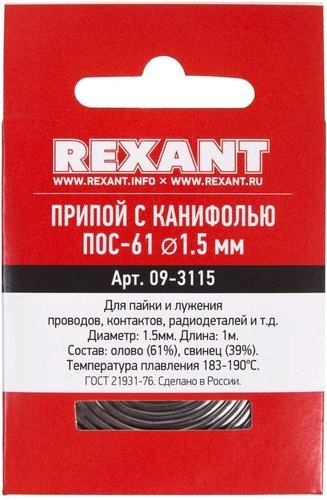 REXANT
WWW.REXANT.INFO × WWW.REXANT.RU
ПРИПОЙ С КАНИФОЛЬЮ
ПОС-61 ⌀1.5 мм
Арт. 09-3115
Для пайки и лужения
проводов, контактов, радиодеталей и т.д.
Диаметр: 1.5мм. Длина: 1м.
Состав: олово (61%), свинец (39%).
Температура плавления 183-190°С.
ГОСТ 21931-76. Сделано в России.